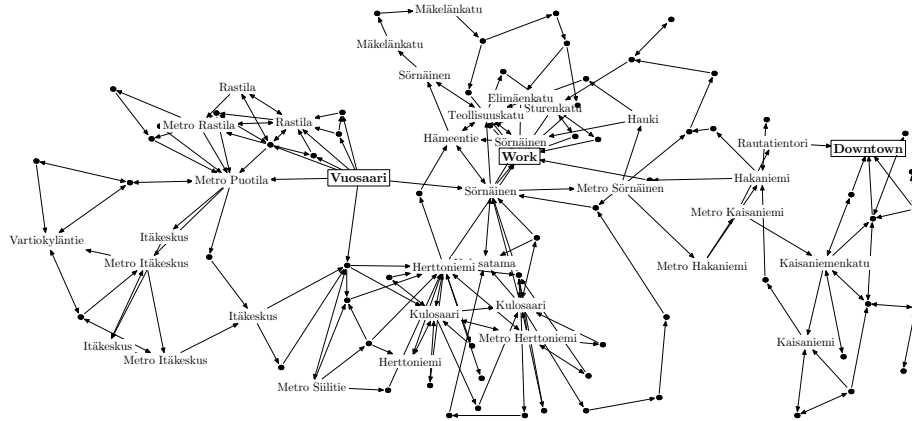 Mäkelänkatu
Mäkelänkatu
Sörnäinen
Rastila
Elimäenkatu
Sturenkatu
Teollisuuskatu
Hauki
Metro Rastila
Rastila
Hämeentie
Sörnäinen
Rautatientori
Downtown
Work
Metro Puotila
Vuosaari
Sörnäinen
Metro Sörnäinen
Hakaniemi
Metro Kaisaniemi
Itäkeskus
Vartiokyläntie
Metro Itäkeskus
Herttoniemi
satama
Metro Hakaniemi
Kaisaniemenkatu
Kulosaari
Itäkeskus
Kulosaari
Metro Herttoniemi
Kaisaniemi
Itäkeskus
Metro Itäkeskus
Herttoniemi
Metro Siilitie